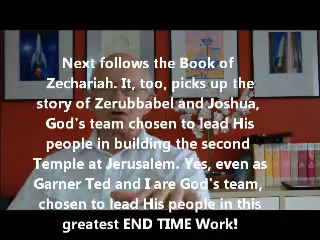 Next follows the Book of
Zechariah. It, too, picks up the
story of Zerubbabel and Joshua,
God's team chosen to lead His
people in building the second
Temple at Jerusalem. Yes, even as
Garner Ted and I are God's team,
chosen to lead His people in this
greatest END TIME Work!